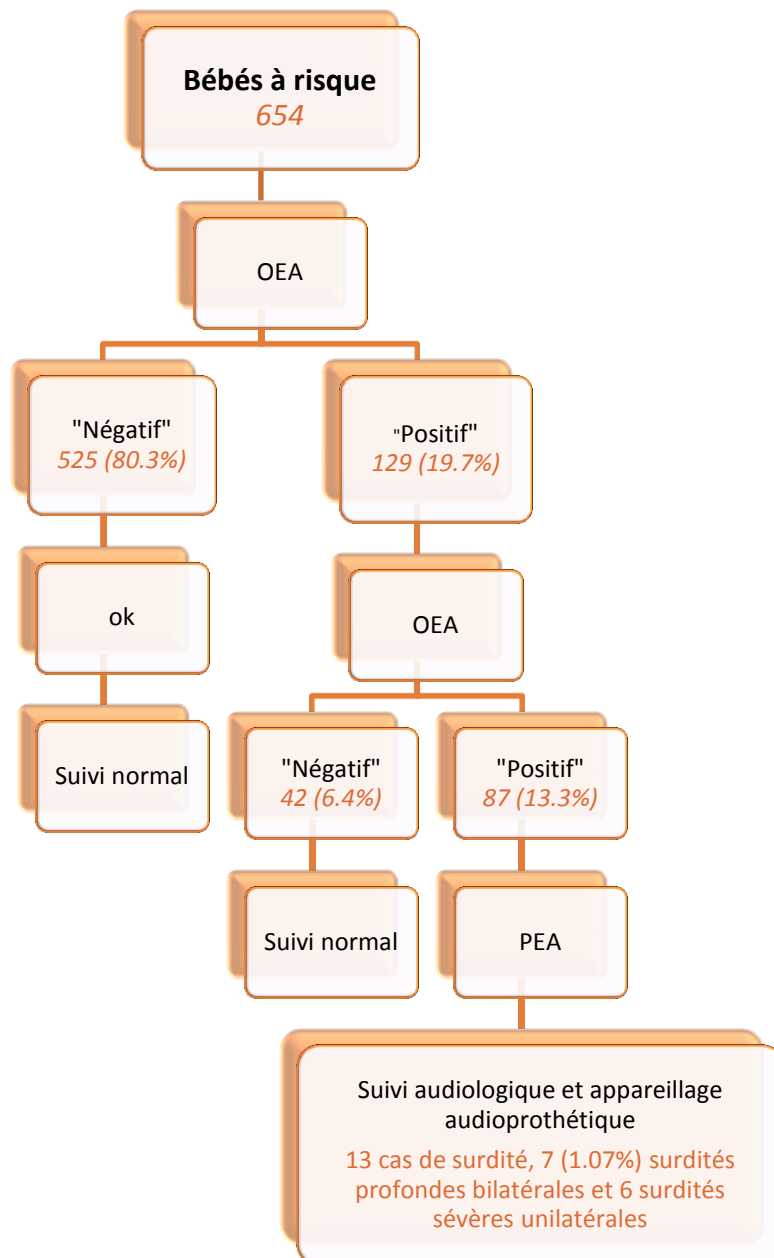 Bébés à risque
654
OEA
"Négatif"
525 (80.3%)
"Positif"
129 (19.7%)
ok
OEA
Suivi normal
"Négatif"
42 (6.4%)
"Positif"
87 (13.3%)
Suivi normal
PEA
Suivi audiologique et appareillage
audioprothétique
13 cas de surdité, 7 (1.07%) surdités
profondes bilatérales et 6 surdités
sévères unilatérales